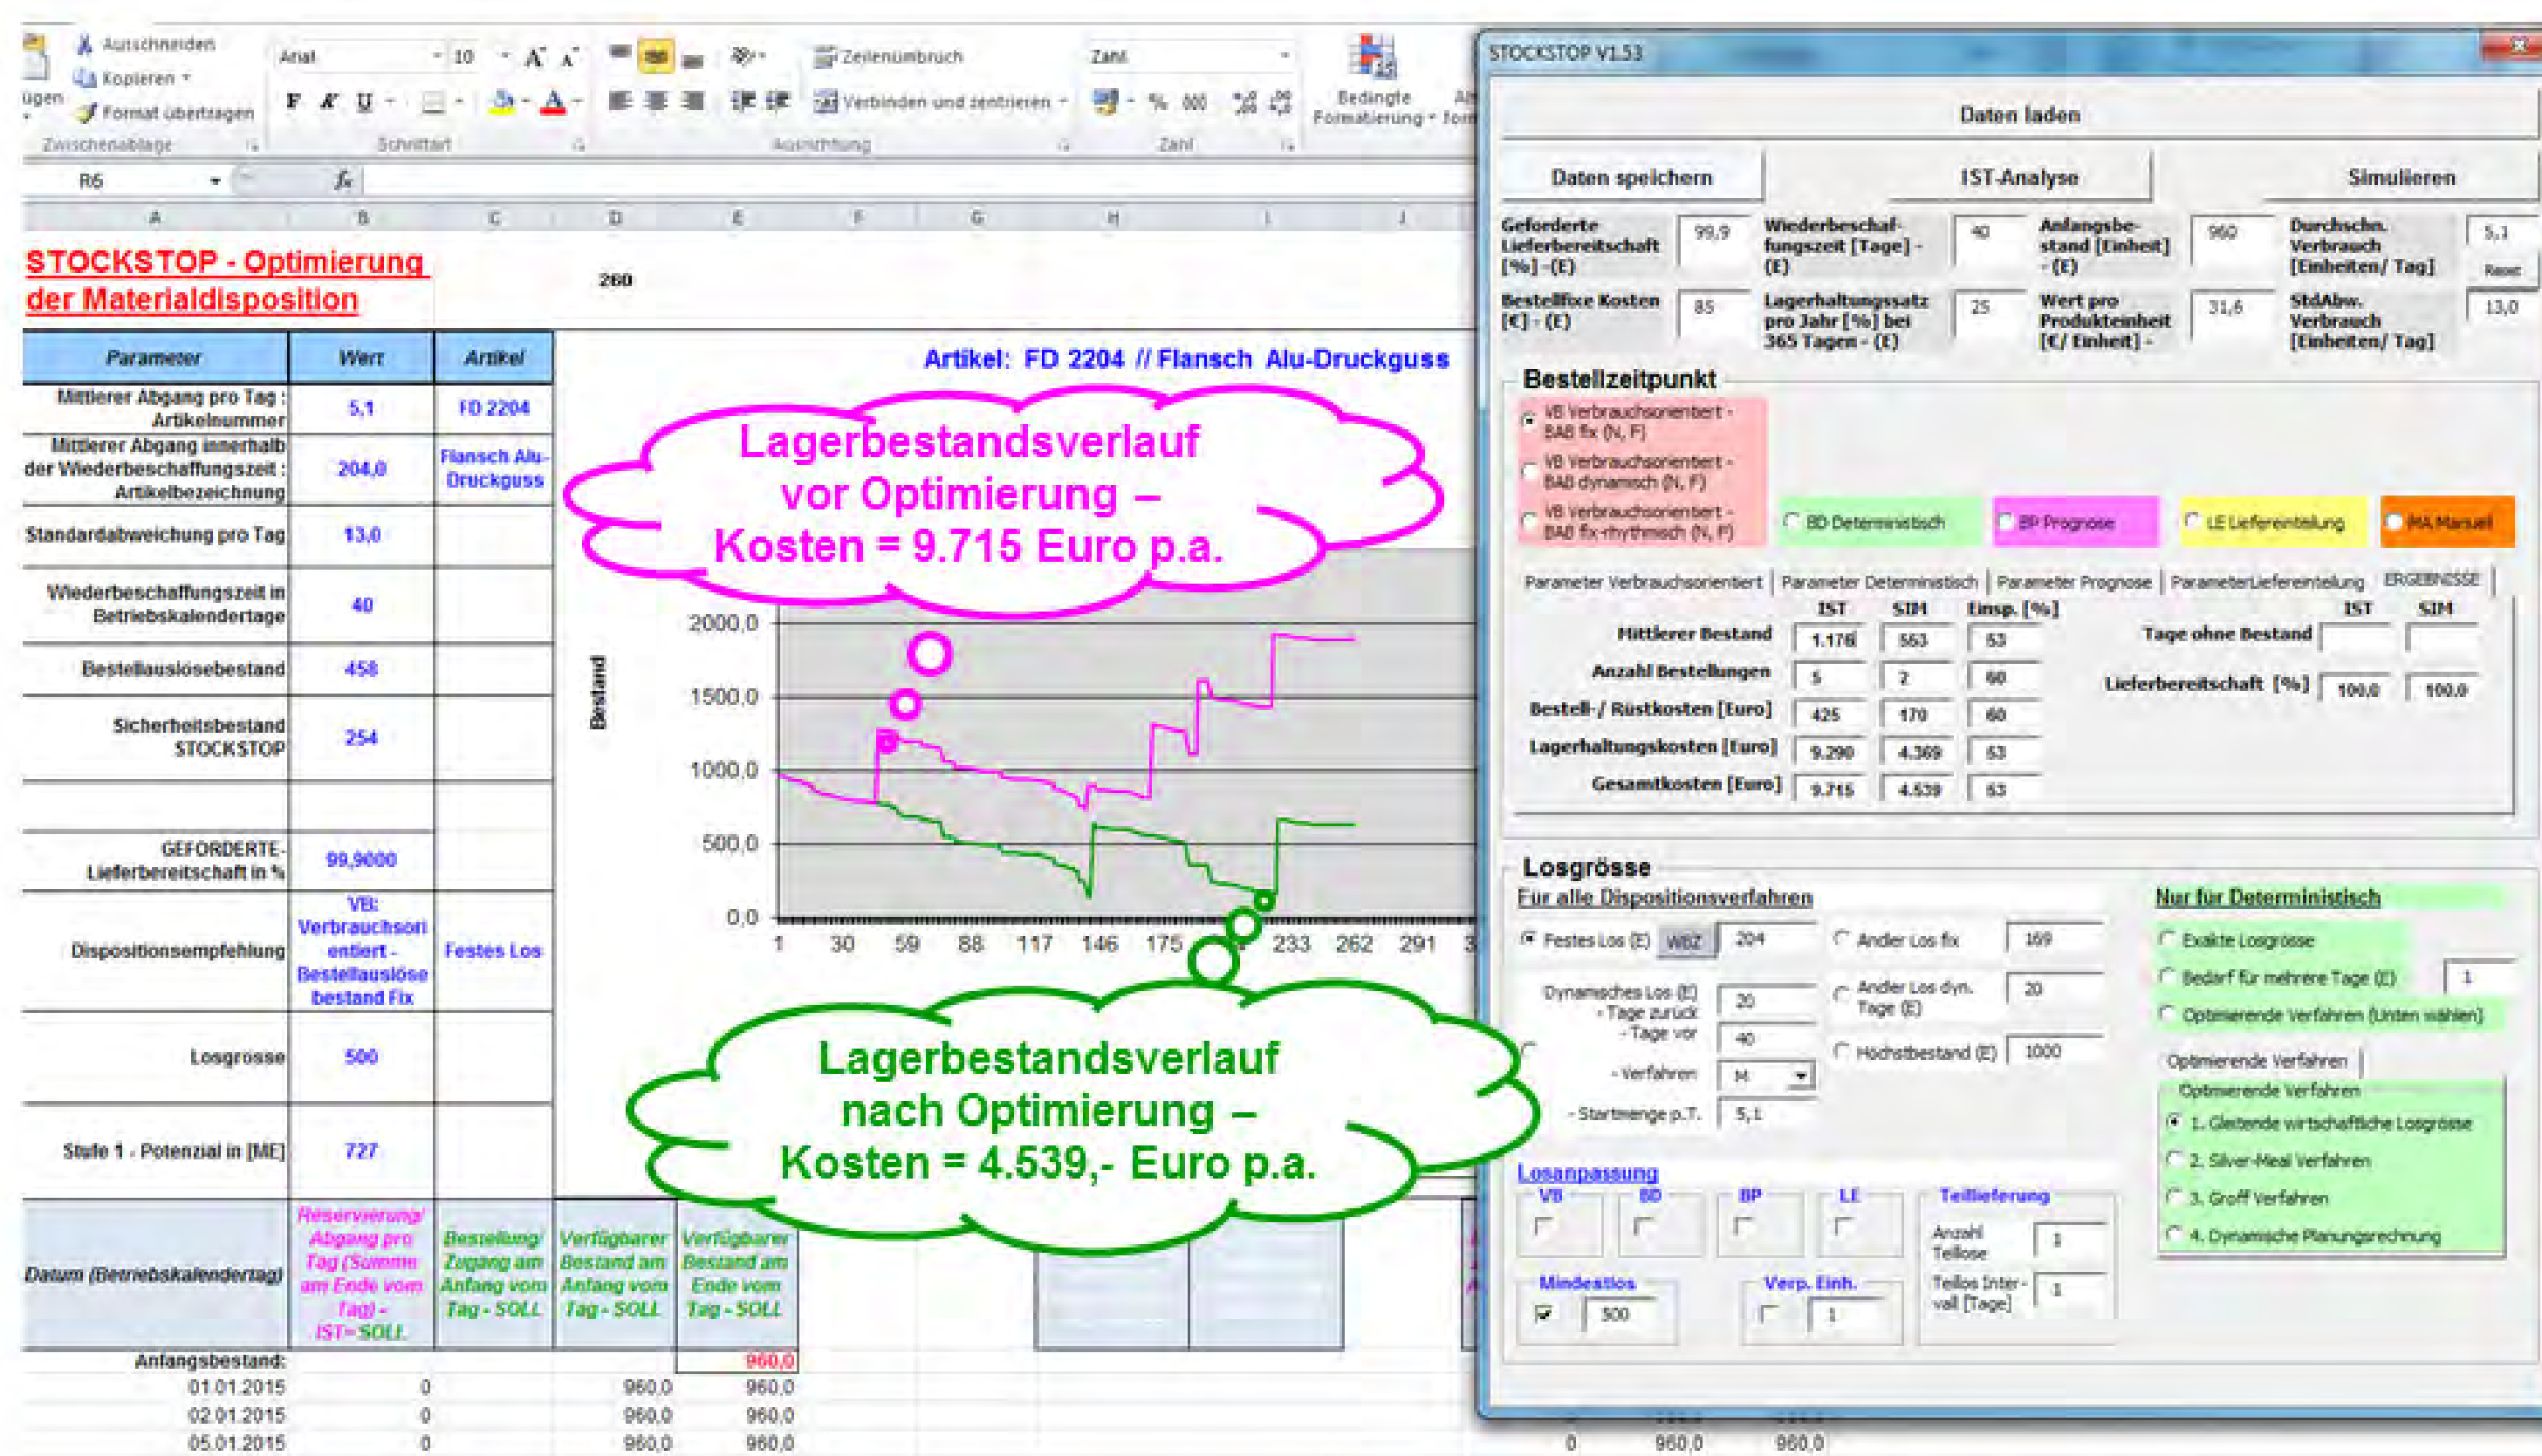 Ausschneiden
Kopieren
Format übertragen
Zwischenablage
Arial
10
F K U
Schriftart
Zeilenumbruch
Verbinden und zentrieren
Ausrichtung
Zahl
% 000
Zahl
Bedingte
Formatierung
R6
fx
A B C D E F G H I J
STOCKSTOP - Optimierung
der Materialdisposition
260
Parameter Wert Artikel
Mittlerer Abgang pro Tag :
Artikelnummer
5,1
FD 2204
Mittlerer Abgang innerhalb
der Wiederbeschaffungszeit :
Artikelbezeichnung
204,0
Flansch Alu-
Druckguss
Standardabweichung pro Tag
13,0
Wiederbeschaffungszeit in
Betriebskalendertage
40
Bestellauslösebestand
458
Sicherheitsbestand
STOCKSTOP
254
GEFORDERTE-
Lieferbereitschaft in %
99,9000
Dispositionsempfehlung
VB:
Verbrauchsori
entiert -
Bestellauslöse
bestand Fix
Festes Los
Losgrosse
500
Stufe 1 - Potenzial in [ME]
727
Datum (Betriebskalendertag)
Reservierung/
Abgang pro
Tag (Summe
am Ende vom
Tag) -
IST= SOLL
Bestellung/
Zugang am
Anfang vom
Tag - SOLL
Verfügbarer
Bestand am
Anfang vom
Tag - SOLL
Verfügbarer
Bestand am
Ende vom
Tag - SOLL
Anfangsbestand:
960,0
01.01.2015 0 960,0 960,0
02.01.2015 0 960,0 960,0
05.01.2015 0 960,0 960,0
0 960,0 960,0
Artikel: FD 2204 // Flansch Alu-Druckguss
Lagerbestandsverlauf
vor Optimierung –
Kosten = 9.715 Euro p.a.
Bestand
2000,0
1500,0
1000,0
500,0
0,0
1 30 59 88 117 146 175 233 262 291
Lagerbestandsverlauf
nach Optimierung –
Kosten = 4.539,- Euro p.a.
STOCKSTOP V1.53
Daten laden
Daten speichern
IST-Analyse
Simulieren
Geforderte
Lieferbereitschaft
[%] -(E)
99,9
Wiederbeschaf-
fungszeit [Tage] -
(E)
40
Anfangsbe-
stand [Einheit]
- (E)
960
Durchschn.
Verbrauch
[Einheiten/ Tag]
5,1
Reset
Bestellfixe Kosten
[€] - (E)
85
Lagerhaltungssatz
pro Jahr [%] bei
365 Tagen - (E)
25
Wert pro
Produkteinheit
[€/ Einheit] -
31,6
StdAbw.
Verbrauch
[Einheiten/ Tag]
13,0
Bestellzeitpunkt
VB Verbrauchsorientiert -
BAB fix (N, F)
VB Verbrauchsorientiert -
BAB dynamisch (N, F)
VB Verbrauchsorientiert -
BAB fix-rhythmisch (N, F)
BD Deterministisch
BP Prognose
LE Liefereinteilung
MA Manuell
Parameter Verbrauchsorientiert
Parameter Deterministisch
Parameter Prognose
ParameterLiefereinteilung
ERGEBNISSE
IST SIM Einsp. [%]
Mittlerer Bestand 1.176 553 53
Anzahl Bestellungen 5 2 60
Bestell-/ Rüstkosten [Euro] 425 170 60
Lagerhaltungskosten [Euro] 9.290 4.369 53
Gesamtkosten [Euro] 9.715 4.539 53
IST SIM
Tage ohne Bestand
Lieferbereitschaft [%] 100,0 100,0
Losgrösse
Für alle Dispositionsverfahren
Festes Los (E) WBZ 204
Andler Los fix 169
Dynamisches Los (E)
- Tage zurück
20
- Tage vor
40
- Verfahren
M
- Startmenge p.T.
5,1
Andler Los dyn.
Tage (E)
20
Höchstbestand (E) 1000
Nur für Deterministisch
Exakte Losgrösse
Bedarf für mehrere Tage (E) 1
Optimierende Verfahren (Unten wählen)
Optimierende Verfahren
Optimierende Verfahren
1. Gleitende wirtschaftliche Losgrösse
2. Silver-Meal Verfahren
3. Groff Verfahren
4. Dynamische Planungsrechnung
Losanpassung
VB BD BP LE
Teillieferung
Anzahl
Teillose
1
Teillos Inter-
vall [Tage]
1
Mindestlos
500
Verp. Einh.
1